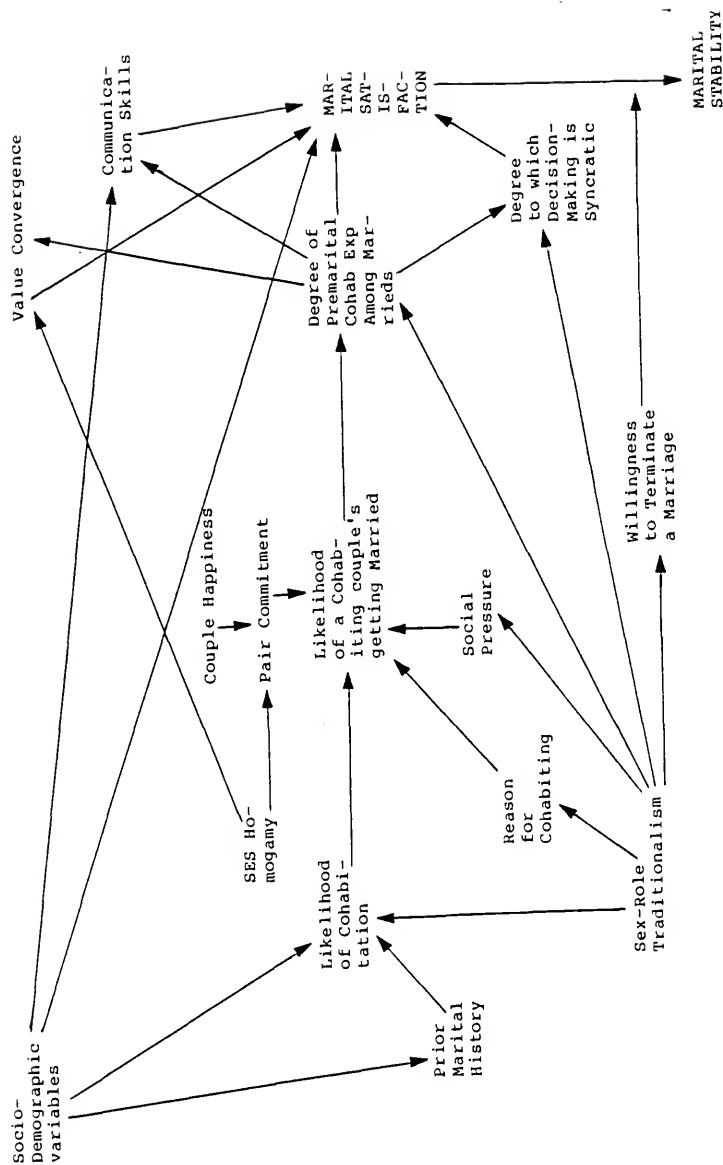 Socio-
Demographic
variables
Prior
Marital
History
Likelihood
of Cohabi-
tation
SES Ho-
mogamy
Sex-Role
Traditionalism
Reason
for
Cohabiting
Couple Happiness
Pair Commitment
Likelihood
of a Cohab-
iting couple's
getting Married
Social
Pressure
Willingness
to Terminate
a Marriage
Value Convergence
Communica-
tion Skills
Degree of
Premarital
Cohab Exp
Among Mar-
rieds
Degree
to which
Decision-
Making is
Syncratic
MAR-
ITAL
SAT-
IS-
FAC-
TION
MARITAL
STABILITY